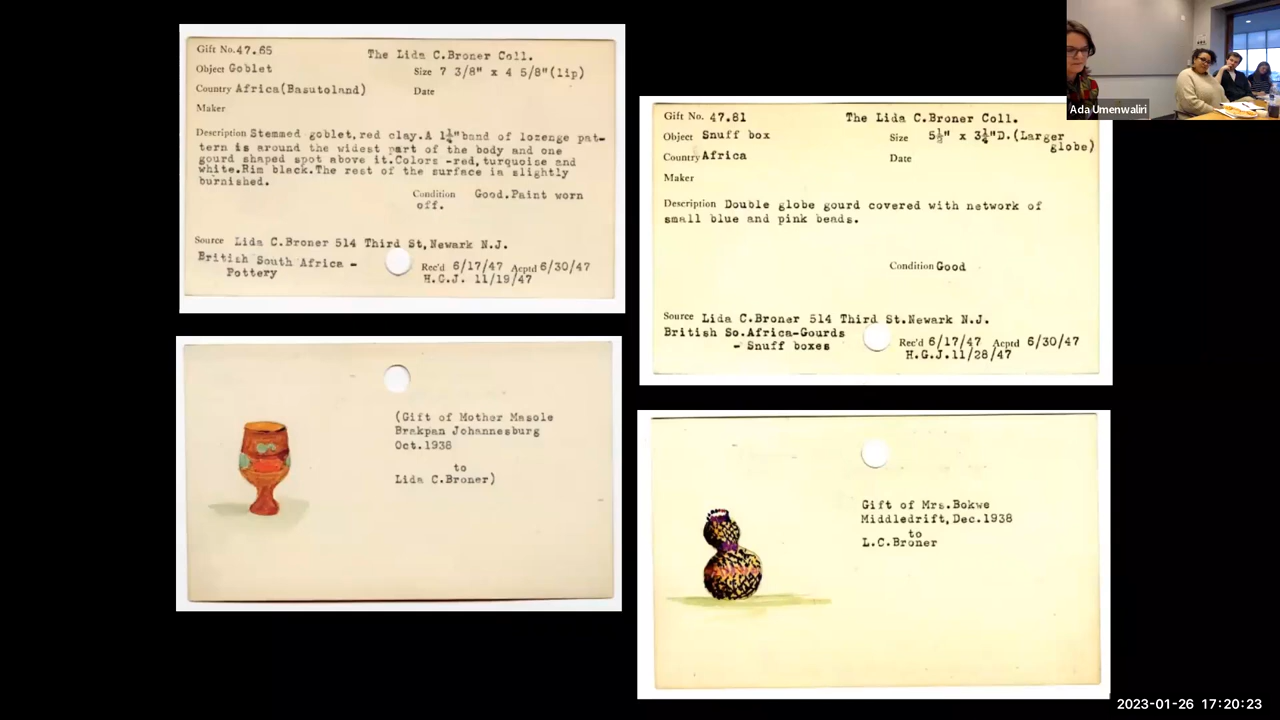 Gift No. 47.65
The Lida C.Broner Coll.
Object Goblet
Size 7 3/8" x 4 5/8"(lip)
Country Africa(Basutoland)
Date
Maker
Description Stemmed goblet,red clay.A 1¼"band of lozenge pat-
tern is around the widest part of the body and one
gourd shaped spot above it.Colors -red,turquoise and
white.Rim black.The rest of the surface is slightly
burnished.
Condition Good.Paint worn
off.
Source Lida C.Broner 514 Third St,Newark N.J.
British South Africa -
Pottery
Rec'd 6/17/47 Acptd 6/30/47
H.G.J. 11/19/47
(Gift of Mother Masole
Brakpan Johannesburg
Oct.1938
to
Lida C.Broner)
Gift No. 47.81
The Lida C.Broner Coll.
Object Snuff box
Size 5⅛" x 3¼"D.(Larger
globe)
Country Africa
Date
Maker
Description Double globe gourd covered with network of
small blue and pink beads.
Condition Good
Source Lida C.Broner 514 Third St.Newark N.J.
British So.Africa-Gourds
- Snuff boxes
Rec'd 6/17/47 Acptd 6/30/47
H.G.J.11/28/47
Gift of Mrs.Bokwe
Middledrift,Dec.1938
to
L.C.Broner
Ada Umenwaliri
2023-01-26 17:20:23